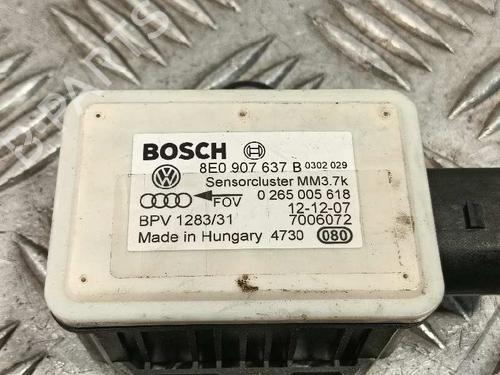 BOSCH
8E0 907 637 B 0302 029
Sensorcluster MM3.7k
FOV 0 265 005 618
12-12-07
BPV 1283/31 7006072
Made in Hungary 4730 080